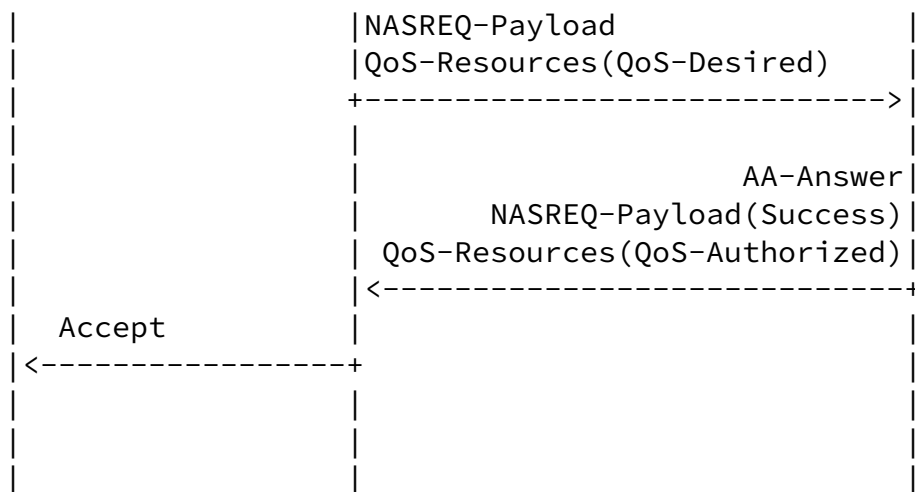 NASREQ-Payload
QoS-Resources(QoS-Desired)
AA-Answer
NASREQ-Payload(Success)
QoS-Resources(QoS-Authorized)
Accept